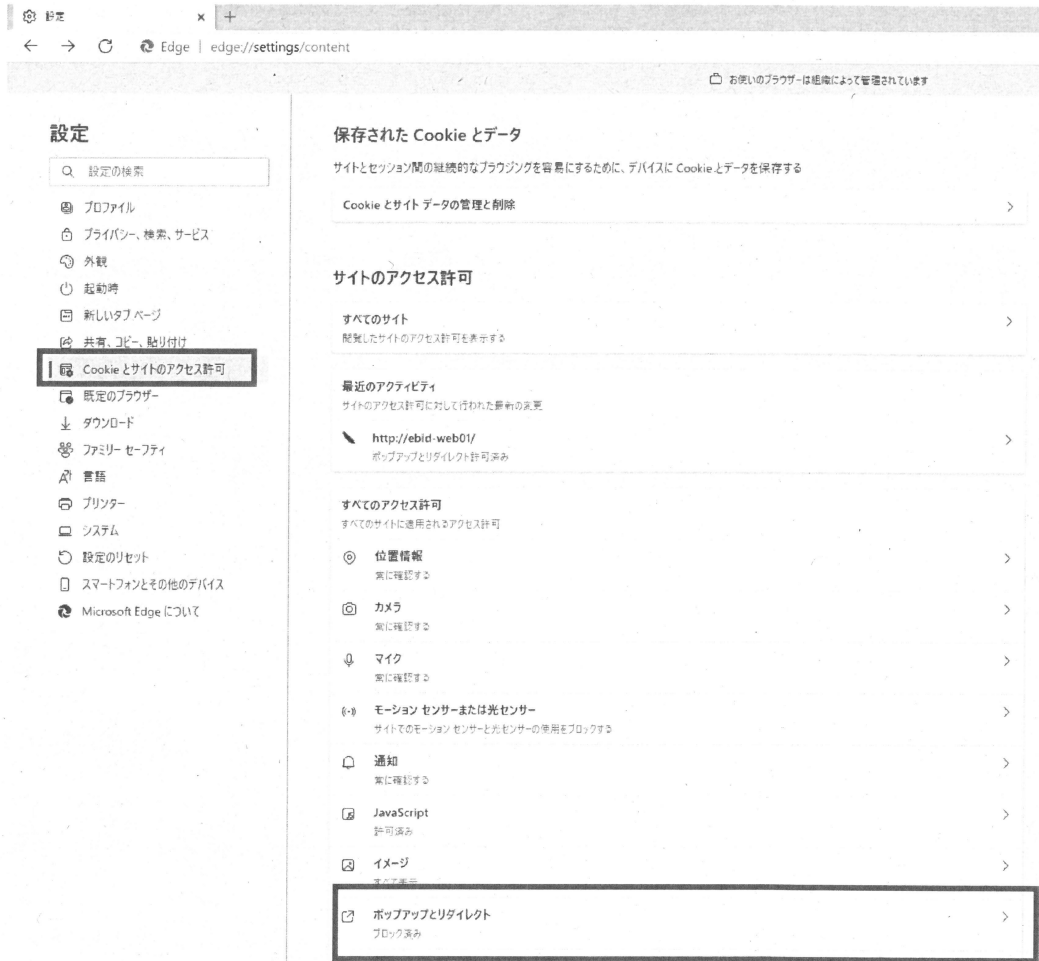 設定
Edge | edge://settings/content
お使いのブラウザーは組織によって管理されています
設定
設定の検索
プロファイル
プライバシー、検索、サービス
外観
起動時
新しいタブ ページ
共有、コピー、貼り付け
Cookie とサイトのアクセス許可
既定のブラウザー
ダウンロード
ファミリー セーフティ
言語
プリンター
システム
設定のリセット
スマートフォンとその他のデバイス
Microsoft Edge について
保存された Cookie とデータ
サイトとセッション間の継続的なブラウジングを容易にするために、デバイスに Cookie とデータを保存する
Cookie とサイト データの管理と削除
サイトのアクセス許可
すべてのサイト
閲覧したサイトのアクセス許可を表示する
最近のアクティビティ
サイトのアクセス許可に対して行われた最新の変更
http://ebid-web01/
ポップアップとリダイレクト許可済み
すべてのアクセス許可
すべてのサイトに適用されるアクセス許可
位置情報
常に確認する
カメラ
常に確認する
マイク
常に確認する
モーション センサーまたは光センサー
サイトでのモーション センサーと光センサーの使用をブロックする
通知
常に確認する
JavaScript
許可済み
イメージ
すべて表示
ポップアップとリダイレクト
ブロック済み